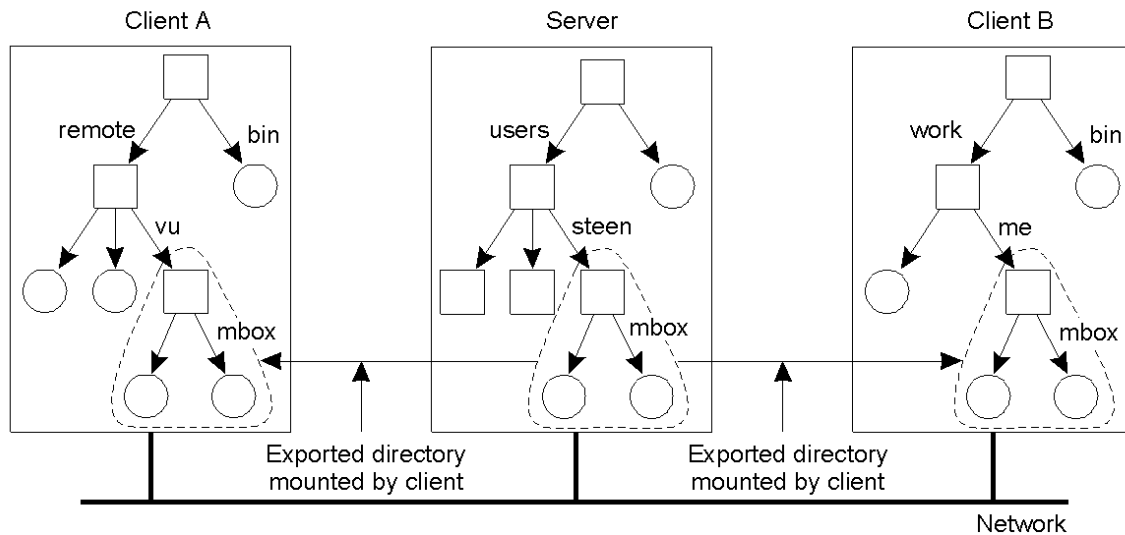 Client A
Server
Client B
remote
bin
users
work
bin
vu
steen
me
mbox
mbox
mbox
Exported directory
mounted by client
Exported directory
mounted by client
Network